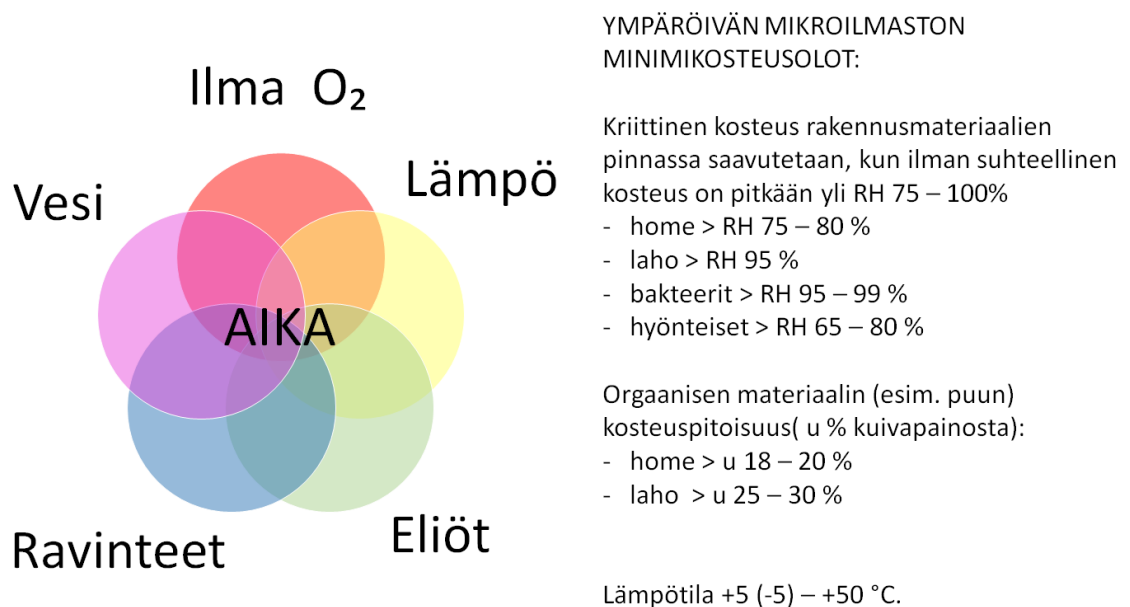 Ilma O₂
Lämpö
Vesi
AIKA
Ravinteet
Eliöt
YMPÄRÖIVÄN MIKROILMASTON
MINIMIKOSTEUSOLOT:
Kriittinen kosteus rakennusmateriaalien
pinnassa saavutetaan, kun ilman suhteellinen
kosteus on pitkään yli RH 75 – 100%
- home > RH 75 – 80 %
- laho > RH 95 %
- bakteerit > RH 95 – 99 %
- hyönteiset > RH 65 – 80 %
Orgaanisen materiaalin (esim. puun)
kosteuspitoisuus( u % kuivapainosta):
- home > u 18 – 20 %
- laho > u 25 – 30 %
Lämpötila +5 (-5) – +50 °C.